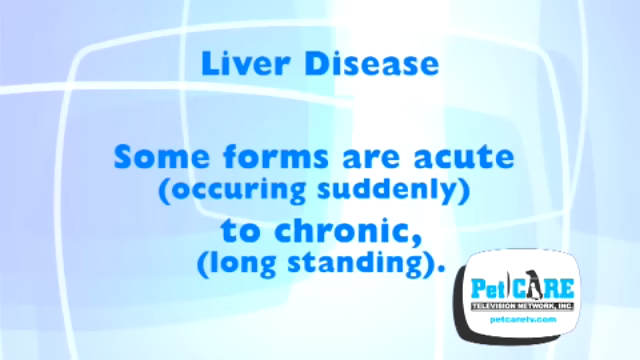 Liver Disease
Some forms are acute
(occuring suddenly)
to chronic,
(long standing).
Pet CARE
TELEVISION NETWORK, INC.
petcaretv.com